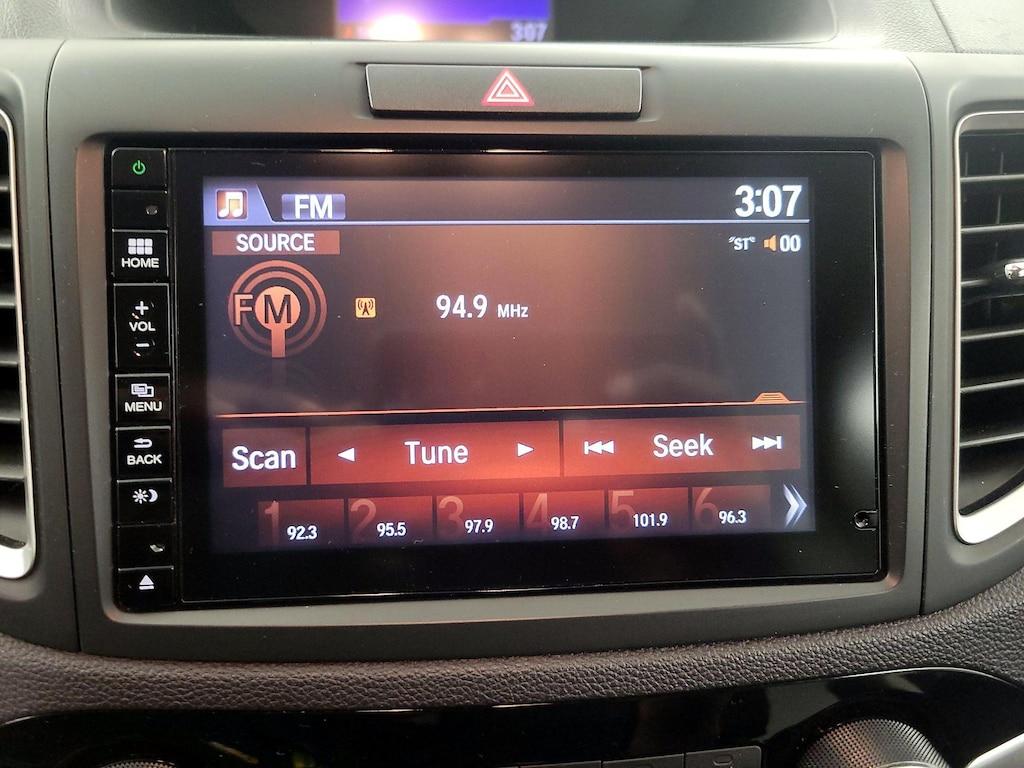 307
FM
3:07
SOURCE
"ST" 00
FM
94.9 MHz
Scan
Tune
Seek
1 92.3
2 95.5
3 97.9
4 98.7
5 101.9
6 96.3
HOME
+
VOL
-
MENU
BACK